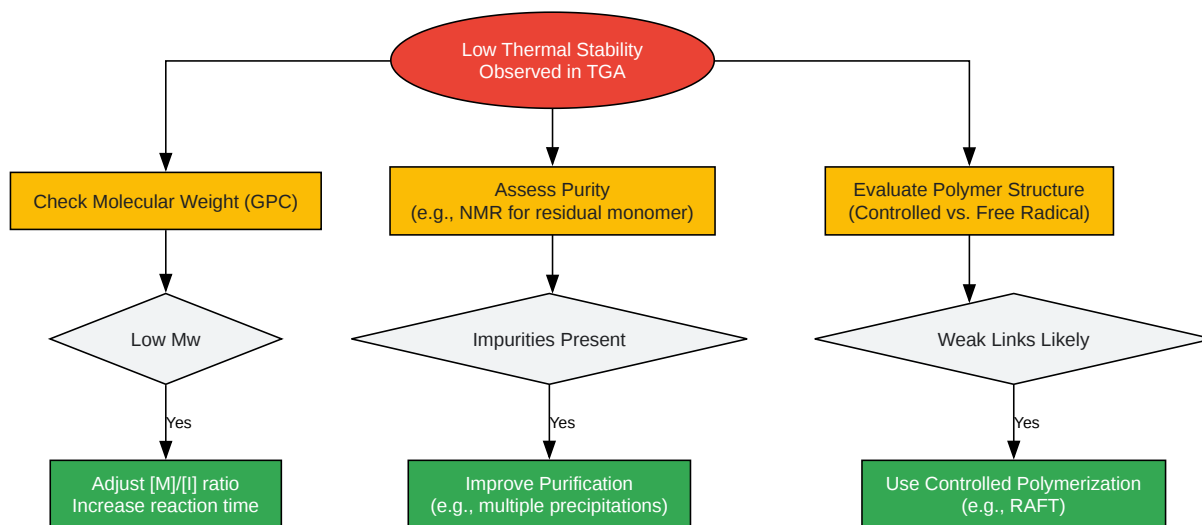 Low Thermal Stability
Observed in TGA
Check Molecular Weight (GPC)
Assess Purity
(e.g., NMR for residual monomer)
Evaluate Polymer Structure
(Controlled vs. Free Radical)
Low Mw
Impurities Present
Weak Links Likely
Yes
Yes
Yes
Adjust [M]/[I] ratio
Increase reaction time
Improve Purification
(e.g., multiple precipitations)
Use Controlled Polymerization
(e.g., RAFT)